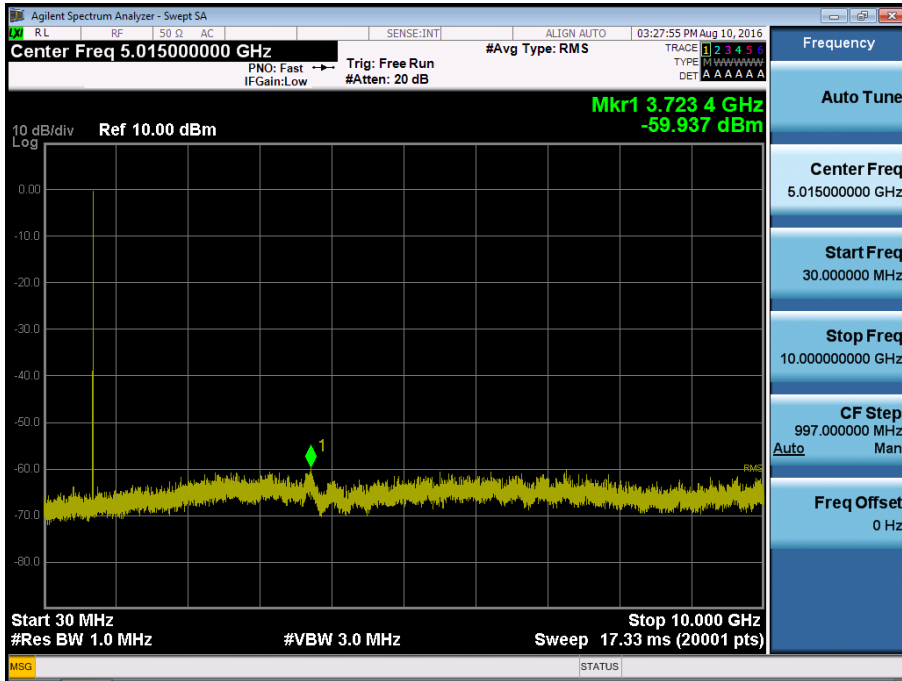 Agilent Spectrum Analyzer - Swept SA
LXI RL RF 50 Ω AC SENSE:INT ALIGN AUTO 03:27:55 PM Aug 10, 2016
Center Freq 5.015000000 GHz
PNO: Fast
IFGain:Low
Trig: Free Run
#Atten: 20 dB
#Avg Type: RMS
TRACE 1 2 3 4 5 6
TYPE M WWWWW
DET A A A A A A
Mkr1 3.723 4 GHz
-59.937 dBm
10 dB/div Ref 10.00 dBm
Log
0.00
-10.0
-20.0
-30.0
-40.0
-50.0
-60.0
-70.0
-80.0
1
RMS
Start 30 MHz Stop 10.000 GHz
#Res BW 1.0 MHz #VBW 3.0 MHz Sweep 17.33 ms (20001 pts)
MSG STATUS
Frequency
Auto Tune
Center Freq
5.015000000 GHz
Start Freq
30.000000 MHz
Stop Freq
10.000000000 GHz
CF Step
997.000000 MHz
Auto Man
Freq Offset
0 Hz